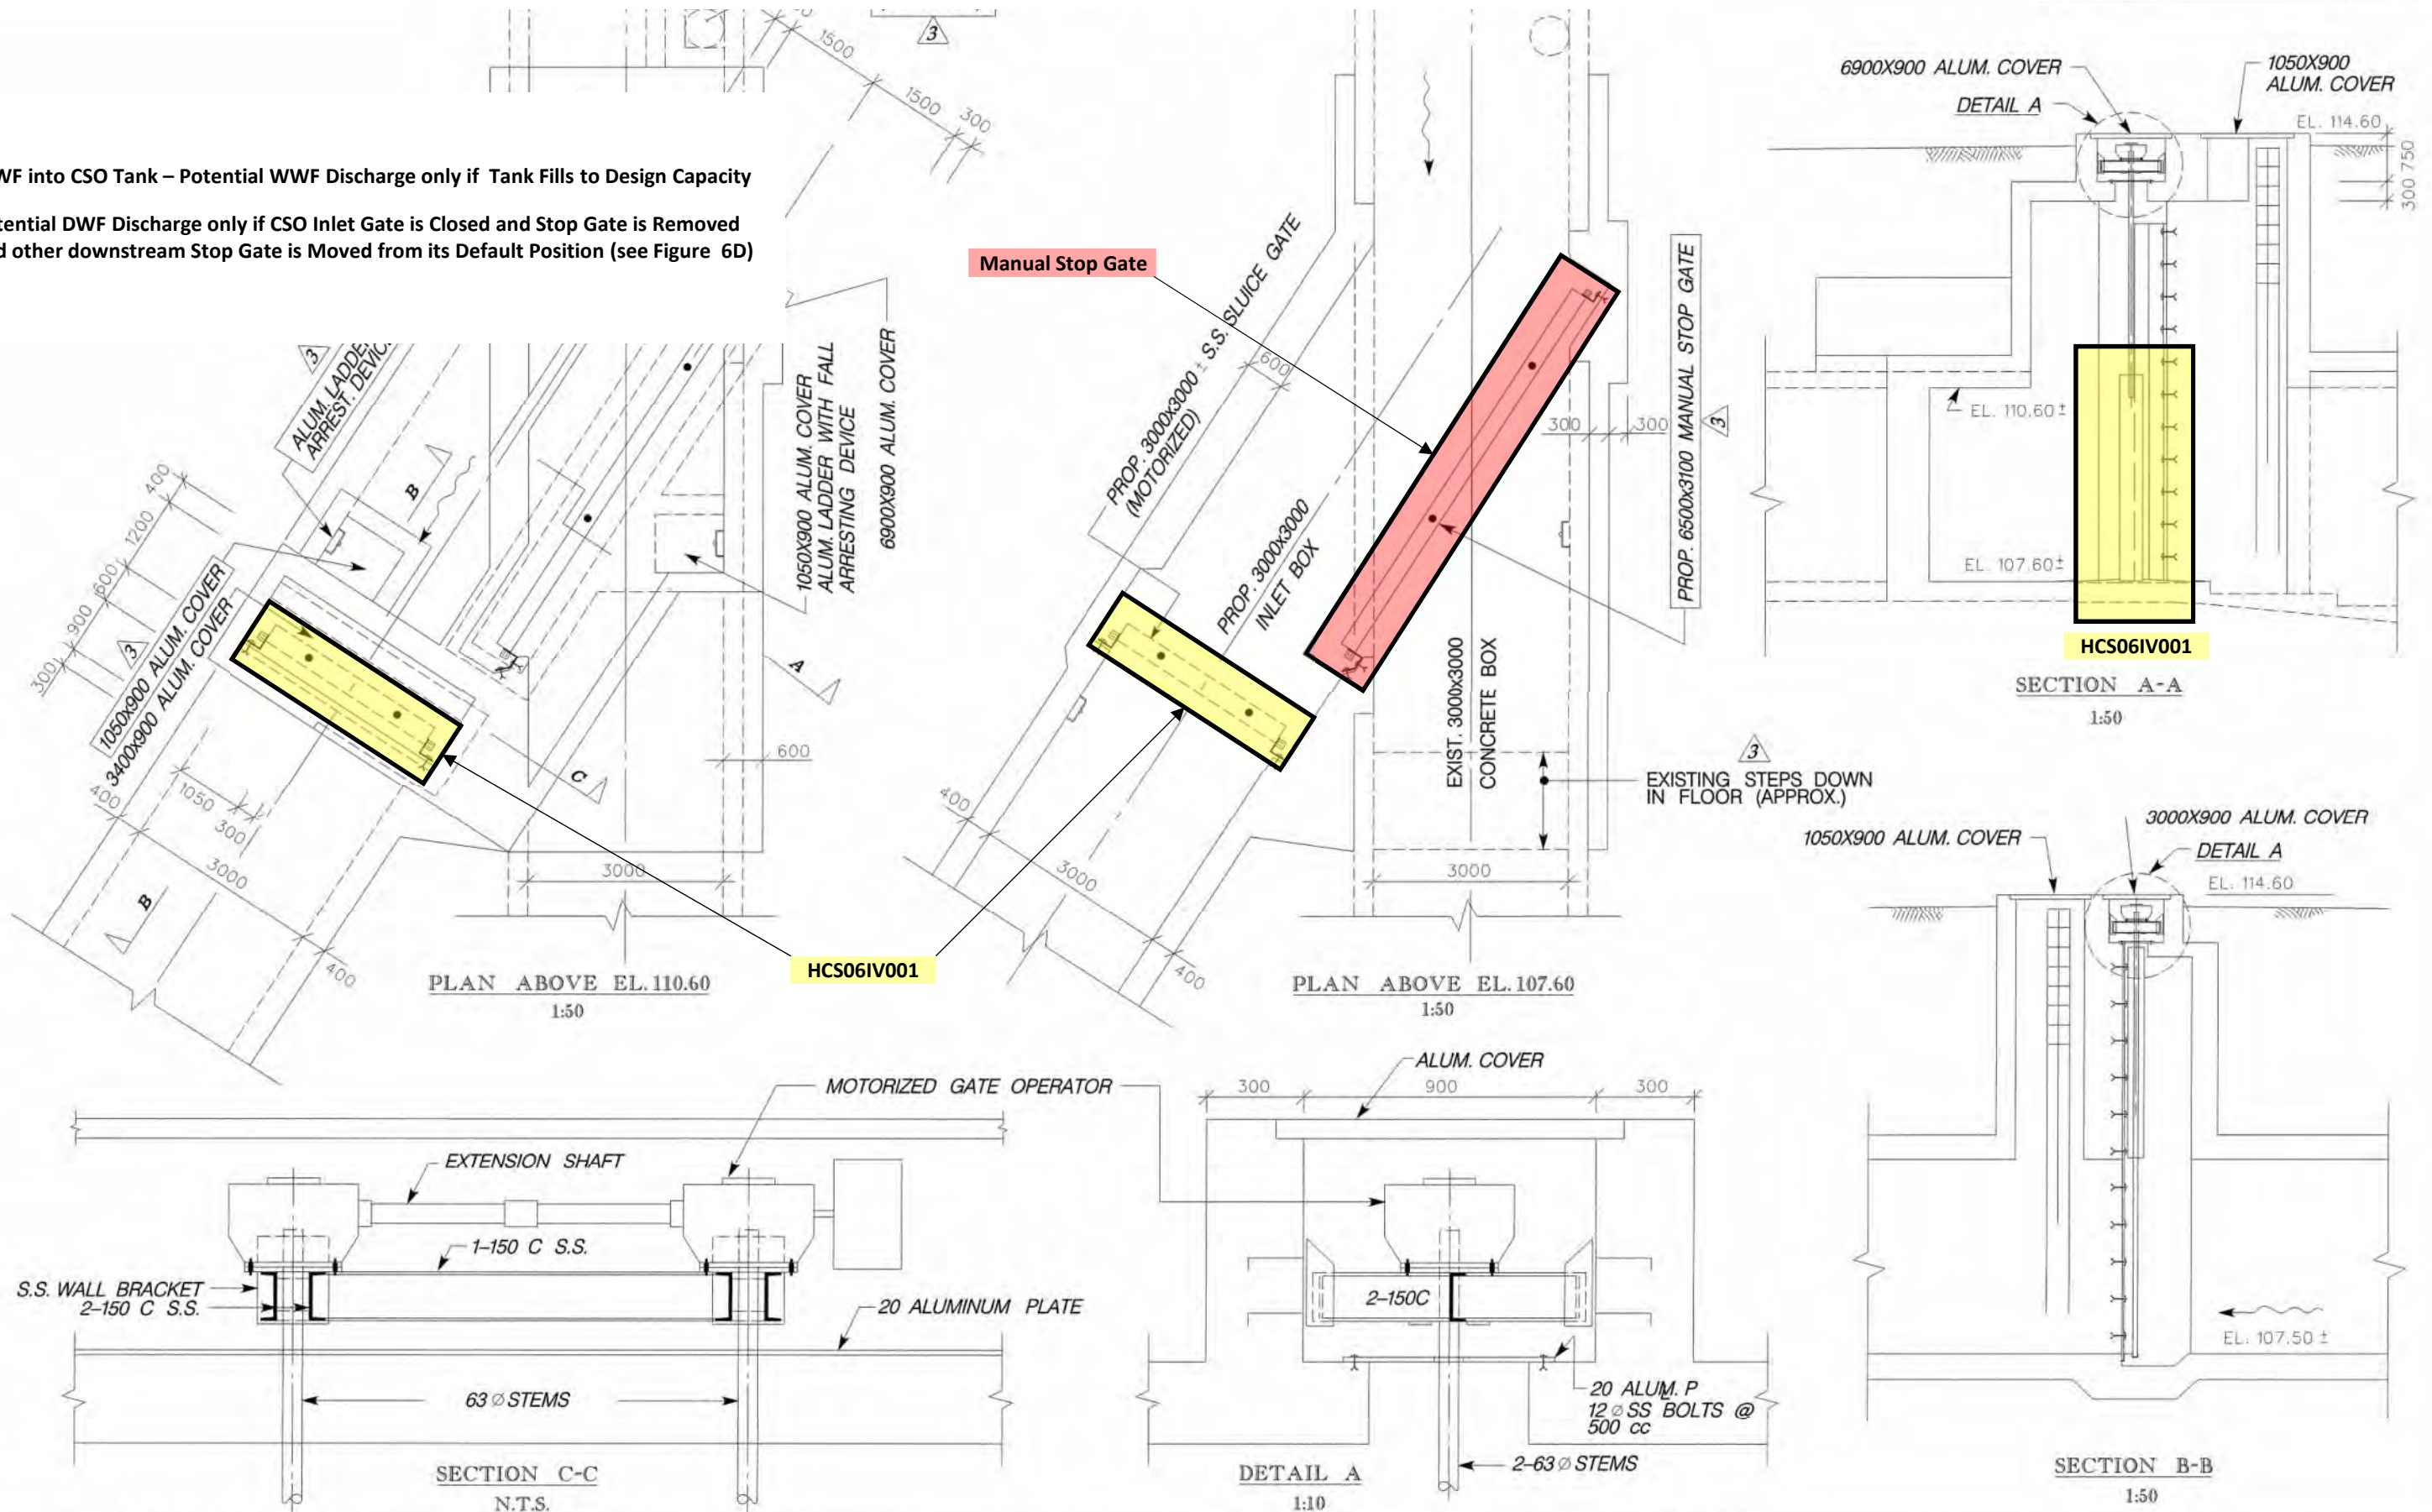 WF into CSO Tank – Potential WWF Discharge only if Tank Fills to Design Capacity
tential DWF Discharge only if CSO Inlet Gate is Closed and Stop Gate is Removed
d other downstream Stop Gate is Moved from its Default Position (see Figure 6D)
3
1500
1500
300
3
ALUM. LADDER
ARREST. DEVIC
B
400
1200
600
900
300
3
1050x900 ALUM. COVER
3400x900 ALUM. COVER
1050X900 ALUM. COVER
ALUM. LADDER WITH FALL
ARRESTING DEVICE
6900X900 ALUM. COVER
A
600
C
400
1050
300
3000
B
400
3000
PLAN ABOVE EL.110.60
1:50
HCS06IV001
Manual Stop Gate
PROP. 3000x3000 ± S.S. SLUICE GATE
(MOTORIZED)
600
PROP. 3000x3000
INLET BOX
300
300
PROP. 6500x3100 MANUAL STOP GATE
3
EXIST. 3000x3000
CONCRETE BOX
3
EXISTING STEPS DOWN
IN FLOOR (APPROX.)
400
3000
400
3000
PLAN ABOVE EL.107.60
1:50
6900X900 ALUM. COVER
1050X900
ALUM. COVER
DETAIL A
EL. 114.60
750
300
EL. 110.60±
EL. 107.60±
HCS06IV001
SECTION A-A
1:50
3000X900 ALUM. COVER
1050X900 ALUM. COVER
DETAIL A
EL. 114.60
EL. 107.50 ±
SECTION B-B
1:50
MOTORIZED GATE OPERATOR
EXTENSION SHAFT
1-150 C S.S.
S.S. WALL BRACKET
2-150 C S.S.
20 ALUMINUM PLATE
63 ⌀ STEMS
SECTION C-C
N.T.S.
ALUM. COVER
300
900
300
2-150C
20 ALUM. PL
12 ⌀ SS BOLTS @
500 cc
2-63 ⌀ STEMS
DETAIL A
1:10